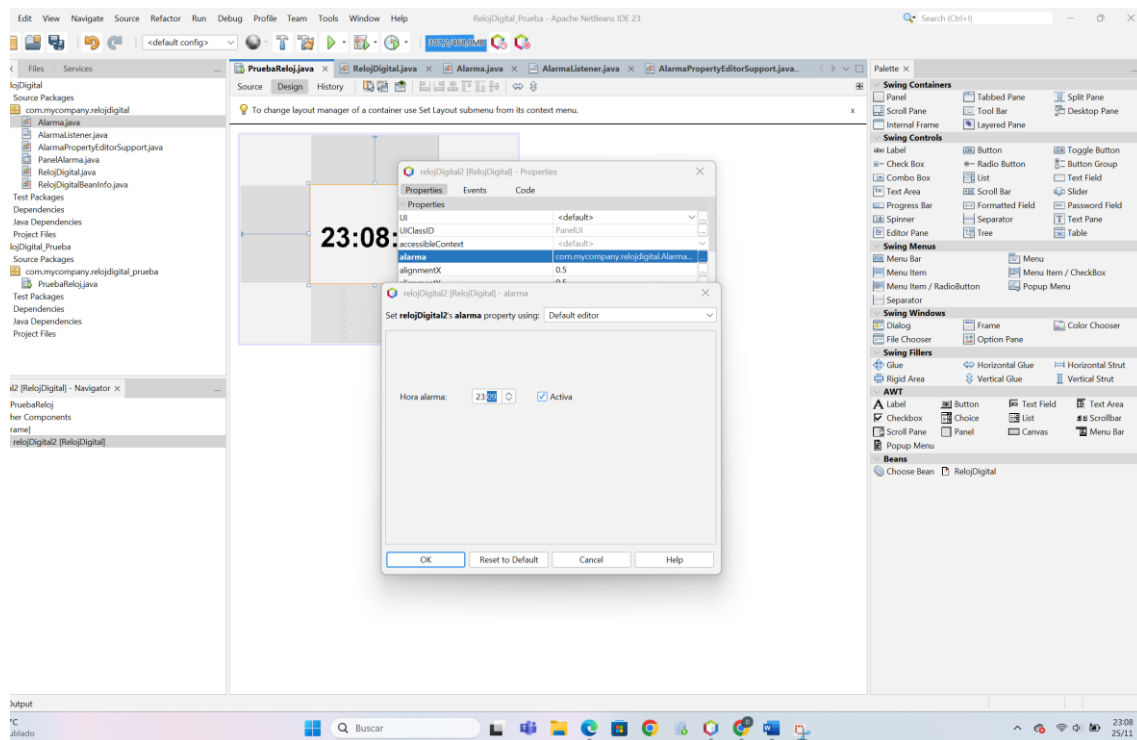 Edit View Navigate Source Refactor Run Debug Profile Team Tools Window Help
RelojDigital_Prueba - Apache NetBeans IDE 23
Search (Ctrl+I)
<default config>
307,5/468,0MB
Files Services
PruebaReloj.java × RelojDigital.java × Alarma.java × AlarmaListener.java × AlarmaPropertyEditorSupport.java...
Source Design History
To change layout manager of a container use Set Layout submenu from its context menu. x
lojDigital
Source Packages
com.mycompany.relojdigital
Alarma.java
AlarmaListener.java
AlarmaPropertyEditorSupport.java
PanelAlarma.java
RelojDigital.java
RelojDigitalBeanInfo.java
Test Packages
Dependencies
Java Dependencies
Project Files
lojDigital_Prueba
Source Packages
com.mycompany.relojdigital_prueba
PruebaReloj.java
Test Packages
Dependencies
Java Dependencies
Project Files
al2 [RelojDigital] - Navigator ×
PruebaReloj
her Components
rame]
relojDigital2 [RelojDigital]
23:08:
relojDigital2 [RelojDigital] - Properties
Properties Events Code
Properties
UI <default>
UIClassID PanelUI
accessibleContext <default>
alarma com.mycompany.relojdigital.Alarma...
alignmentX 0.5
relojDigital2 [RelojDigital] - alarma
Set relojDigital2's alarma property using: Default editor
Hora alarma: 23:09 Activa
OK Reset to Default Cancel Help
Palette ×
Swing Containers
Panel Tabbed Pane Split Pane
Scroll Pane Tool Bar Desktop Pane
Internal Frame Layered Pane
Swing Controls
Label Button Toggle Button
Check Box Radio Button Button Group
Combo Box List Text Field
Text Area Scroll Bar Slider
Progress Bar Formatted Field Password Field
Spinner Separator Text Pane
Editor Pane Tree Table
Swing Menus
Menu Bar Menu
Menu Item Menu Item / CheckBox
Menu Item / RadioButton Popup Menu
Separator
Swing Windows
Dialog Frame Color Chooser
File Chooser Option Pane
Swing Fillers
Glue Horizontal Glue Horizontal Strut
Rigid Area Vertical Glue Vertical Strut
AWT
Label Button Text Field Text Area
Checkbox Choice List Scrollbar
Scroll Pane Panel Canvas Menu Bar
Popup Menu
Beans
Choose Bean RelojDigital
Output
°C
ublado
Buscar
23:08
25/11